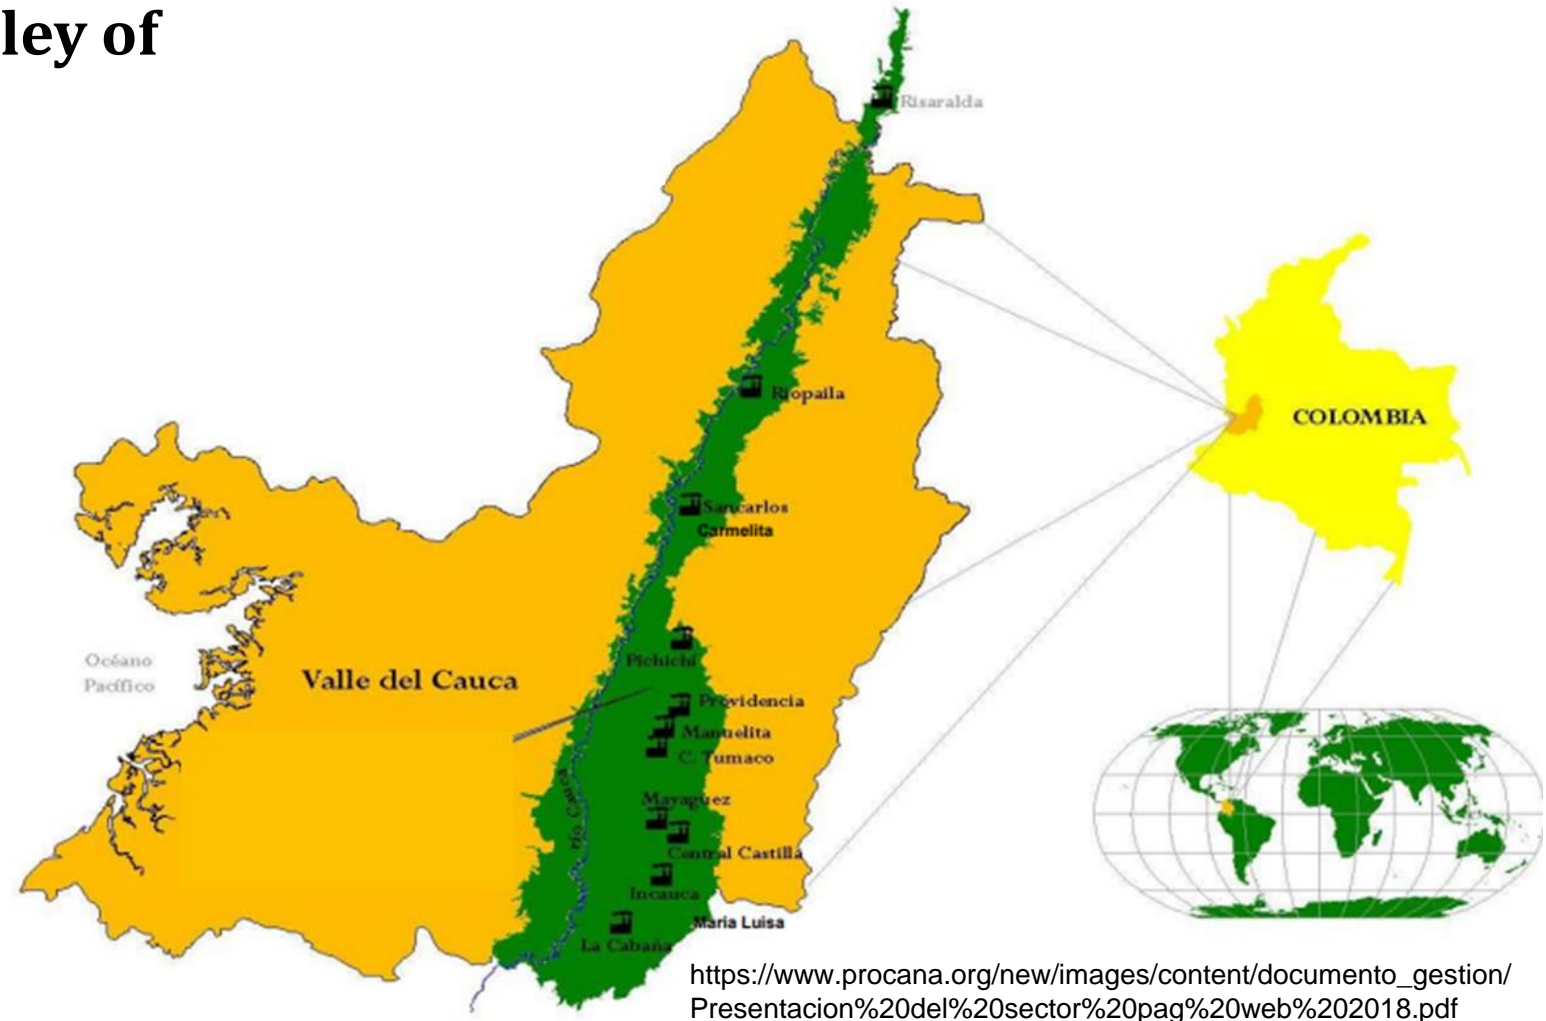 ley of
Risaralda
Riopaila
COLOMBIA
Sancarlos
Carmelita
Océano
Pacífico
Pichichí
Valle del Cauca
Providencia
Manuelita
C. Tumaco
río Cauca
Mayaguez
Central Castilla
Incauca
Maria Luisa
La Cabaña
https://www.procana.org/new/images/content/documento_gestion/
Presentacion%20del%20sector%20pag%20web%202018.pdf